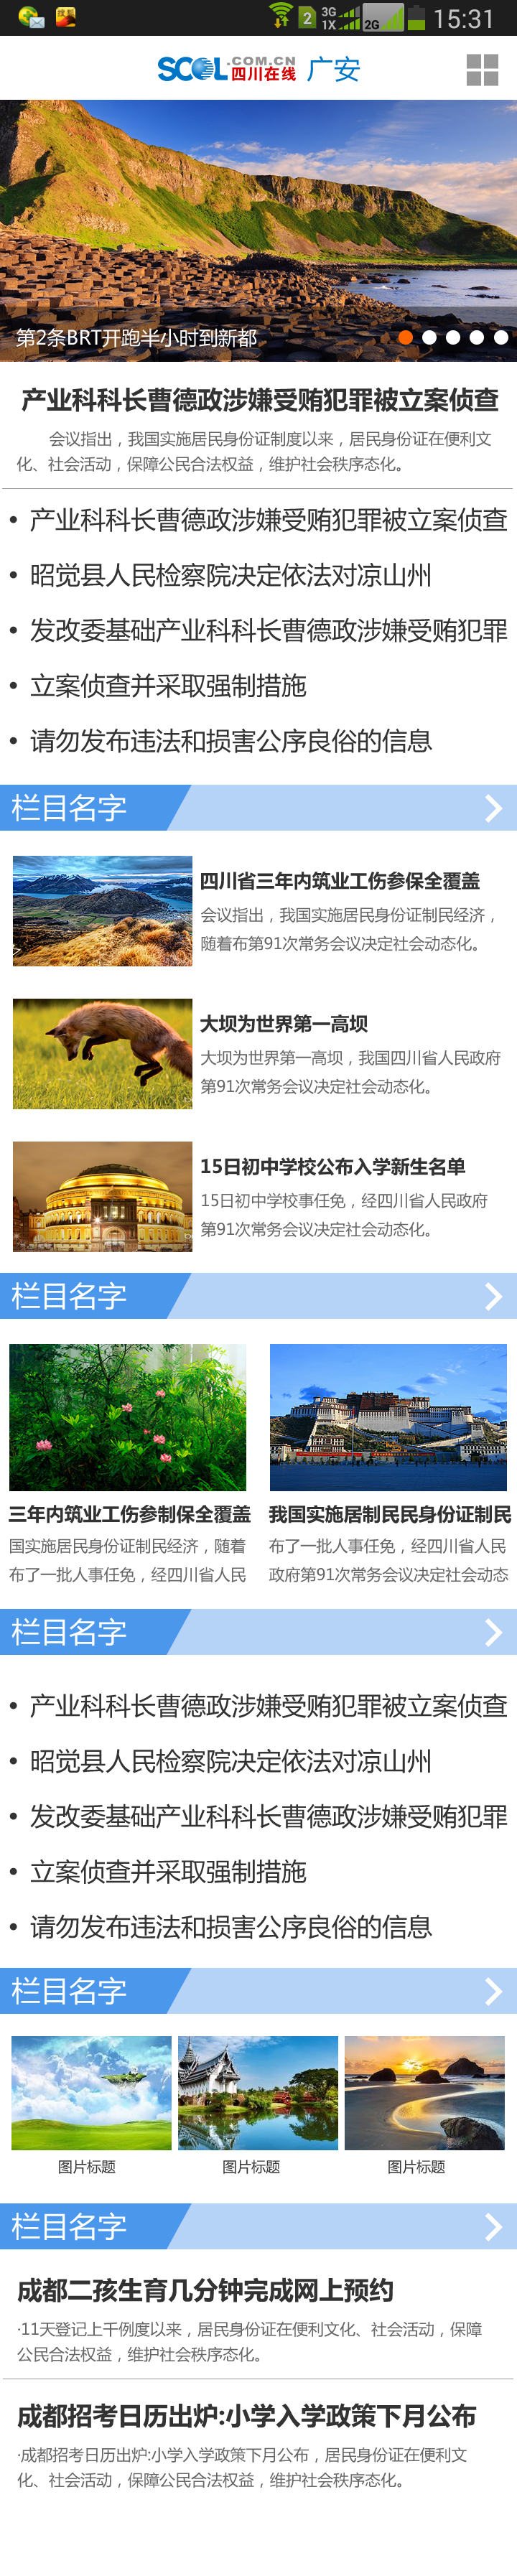 2
3G
1X
2G
15:31
SCOL.COM.CN
四川在线 广安
第2条BRT开跑半小时到新都
产业科科长曹德政涉嫌受贿犯罪被立案侦查
会议指出，我国实施居民身份证制度以来，居民身份证在便利文
化、社会活动，保障公民合法权益，维护社会秩序态化。
• 产业科科长曹德政涉嫌受贿犯罪被立案侦查
• 昭觉县人民检察院决定依法对凉山州
• 发改委基础产业科科长曹德政涉嫌受贿犯罪
• 立案侦查并采取强制措施
• 请勿发布违法和损害公序良俗的信息
栏目名字
四川省三年内筑业工伤参保全覆盖
会议指出，我国实施居民身份证制民经济，
随着布第91次常务会议决定社会动态化。
大坝为世界第一高坝
大坝为世界第一高坝，我国四川省人民政府
第91次常务会议决定社会动态化。
15日初中学校公布入学新生名单
15日初中学校事任免，经四川省人民政府
第91次常务会议决定社会动态化。
栏目名字
三年内筑业工伤参制保全覆盖
国实施居民身份证制民经济，随着
布了一批人事任免，经四川省人民
我国实施居制民民身份证制民
布了一批人事任免，经四川省人民
政府第91次常务会议决定社会动态
栏目名字
• 产业科科长曹德政涉嫌受贿犯罪被立案侦查
• 昭觉县人民检察院决定依法对凉山州
• 发改委基础产业科科长曹德政涉嫌受贿犯罪
• 立案侦查并采取强制措施
• 请勿发布违法和损害公序良俗的信息
栏目名字
图片标题
图片标题
图片标题
栏目名字
成都二孩生育几分钟完成网上预约
·11天登记上千例度以来，居民身份证在便利文化、社会活动，保障
公民合法权益，维护社会秩序态化。
成都招考日历出炉:小学入学政策下月公布
·成都招考日历出炉:小学入学政策下月公布，居民身份证在便利文
化、社会活动，保障公民合法权益，维护社会秩序态化。